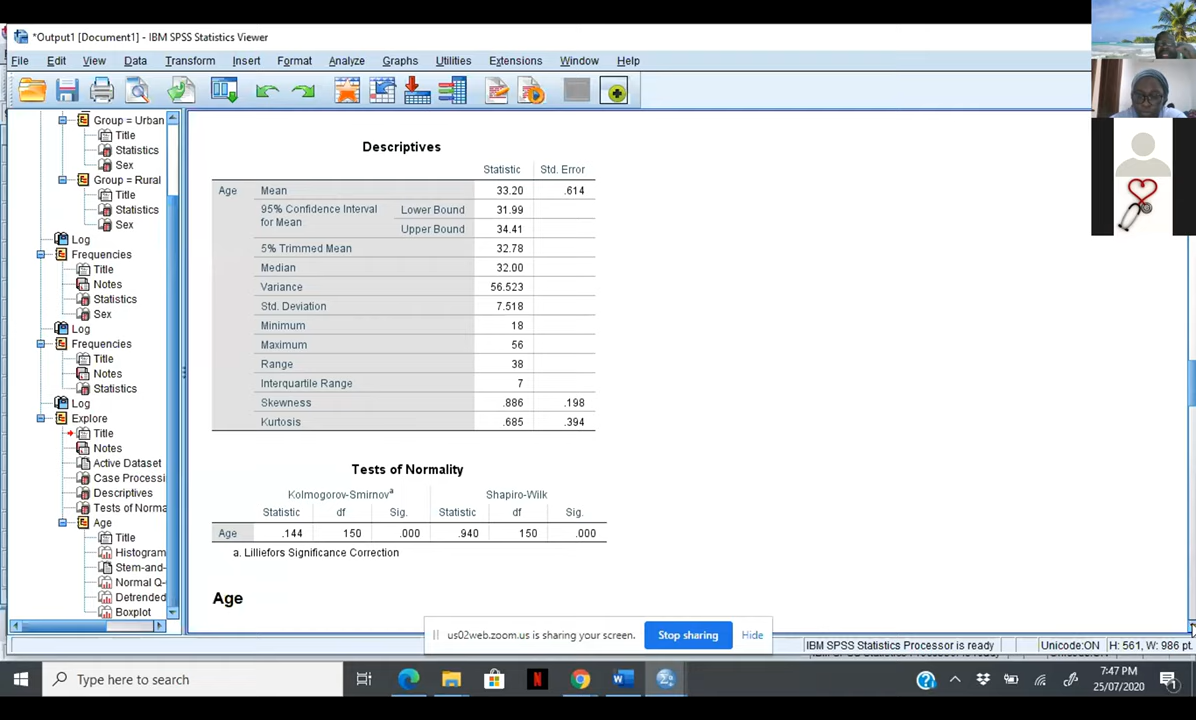 *Output1 [Document1] - IBM SPSS Statistics Viewer
File Edit View Data Transform Insert Format Analyze Graphs Utilities Extensions Window Help
Group = Urban
Title
Statistics
Sex
Group = Rural
Title
Statistics
Sex
Log
Frequencies
Title
Notes
Statistics
Sex
Log
Frequencies
Title
Notes
Statistics
Log
Explore
Title
Notes
Active Dataset
Case Processi
Descriptives
Tests of Norma
Age
Title
Histogram
Stem-and-
Normal Q-
Detrended
Boxplot
Descriptives
Statistic Std. Error
Age Mean 33.20 .614
95% Confidence Interval for Mean Lower Bound 31.99
Upper Bound 34.41
5% Trimmed Mean 32.78
Median 32.00
Variance 56.523
Std. Deviation 7.518
Minimum 18
Maximum 56
Range 38
Interquartile Range 7
Skewness .886 .198
Kurtosis .685 .394
Tests of Normality
Kolmogorov-Smirnov^a Shapiro-Wilk
Statistic df Sig. Statistic df Sig.
Age .144 150 .000 .940 150 .000
a. Lilliefors Significance Correction
Age
us02web.zoom.us is sharing your screen. Stop sharing Hide
IBM SPSS Statistics Processor is ready Unicode:ON H: 561, W: 986 pt.
Type here to search
7:47 PM
25/07/2020
1